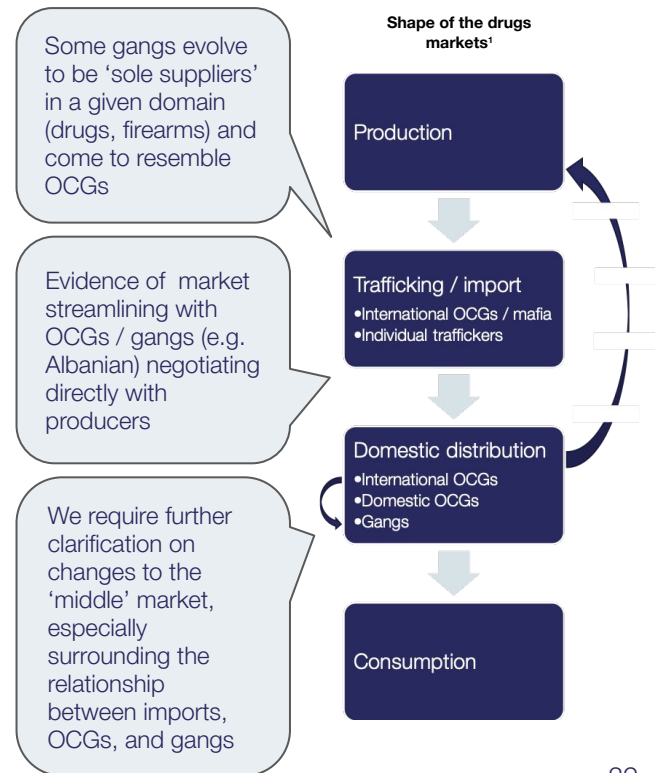 Shape of the drugs
markets¹
Some gangs evolve
to be ‘sole suppliers’
in a given domain
(drugs, firearms) and
come to resemble
OCGs
Evidence of market
streamlining with
OCGs / gangs (e.g.
Albanian) negotiating
directly with
producers
We require further
clarification on
changes to the
‘middle’ market,
especially
surrounding the
relationship
between imports,
OCGs, and gangs
Production
Trafficking / import
•International OCGs / mafia
•Individual traffickers
Domestic distribution
•International OCGs
•Domestic OCGs
•Gangs
Consumption